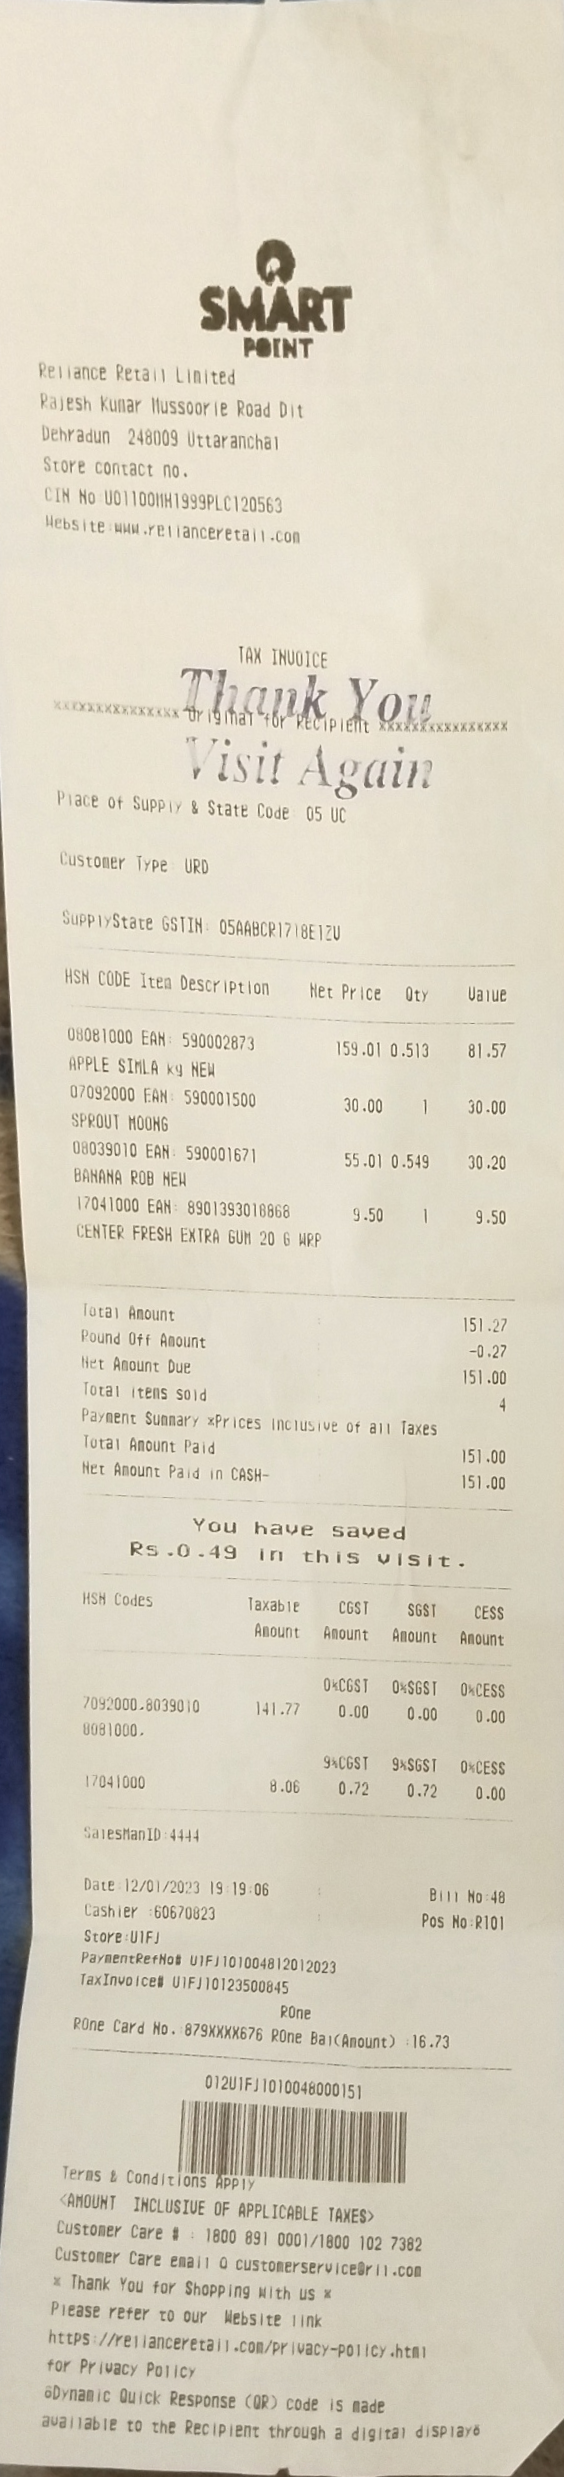 SMART
POINT
Reliance Retail Limited
Rajesh Kumar Mussoorie Road Dit
Dehradun 248009 Uttaranchal
Store contact no.
CIN No U01100MH1999PLC120563
Website:www.relianceretail.com
TAX INVOICE
Thank You
xxxxxxxxxxxxxxx Original for Recipient xxxxxxxxxxxxxxx
Visit Again
Place of Supply & State Code 05 UC
Customer Type: URD
SupplyState GSTIN: 05AABCR1718E1ZU
HSN CODE Item Description Net Price Qty Value
08081000 EAN: 590002873 159.01 0.513 81.57
APPLE SIMLA kg NEW
07092000 EAN: 590001500 30.00 1 30.00
SPROUT MOONG
08039010 EAN: 590001671 55.01 0.549 30.20
BANANA ROB NEW
17041000 EAN: 8901393018868 9.50 1 9.50
CENTER FRESH EXTRA GUM 20 G WRP
Total Amount : 151.27
Round Off Amount -0.27
Net Amount Due 151.00
Total items sold 4
Payment Summary *Prices inclusive of all Taxes
Total Amount Paid 151.00
Net Amount Paid in CASH- 151.00
You have saved
Rs.0.49 in this visit.
HSN Codes Taxable CGST SGST CESS
Amount Amount Amount Amount
0%CGST 0%SGST 0%CESS
7092000.8039010 141.77 0.00 0.00 0.00
8081000.
9%CGST 9%SGST 0%CESS
17041000 8.06 0.72 0.72 0.00
SalesManID:4444
Date:12/01/2023 19:19:06 : Bill No:48
Cashier :60670823 : Pos No:R101
Store:U1FJ
PaymentRefNo# U1FJ101004812012023
TaxInvoice# U1FJ10123500845
ROne
ROne Card No. 879XXXX676 ROne Bal(Amount) :16.73
012U1FJ1010048000151
Terms & Conditions Apply
<AMOUNT INCLUSIVE OF APPLICABLE TAXES>
Customer Care # : 1800 891 0001/1800 102 7382
Customer Care email @ customerservice@ril.com
* Thank You for Shopping with us *
Please refer to our Website link
https://relianceretail.com/privacy-policy.html
for Privacy Policy
öDynamic Quick Response (QR) code is made
available to the Recipient through a digital displayö